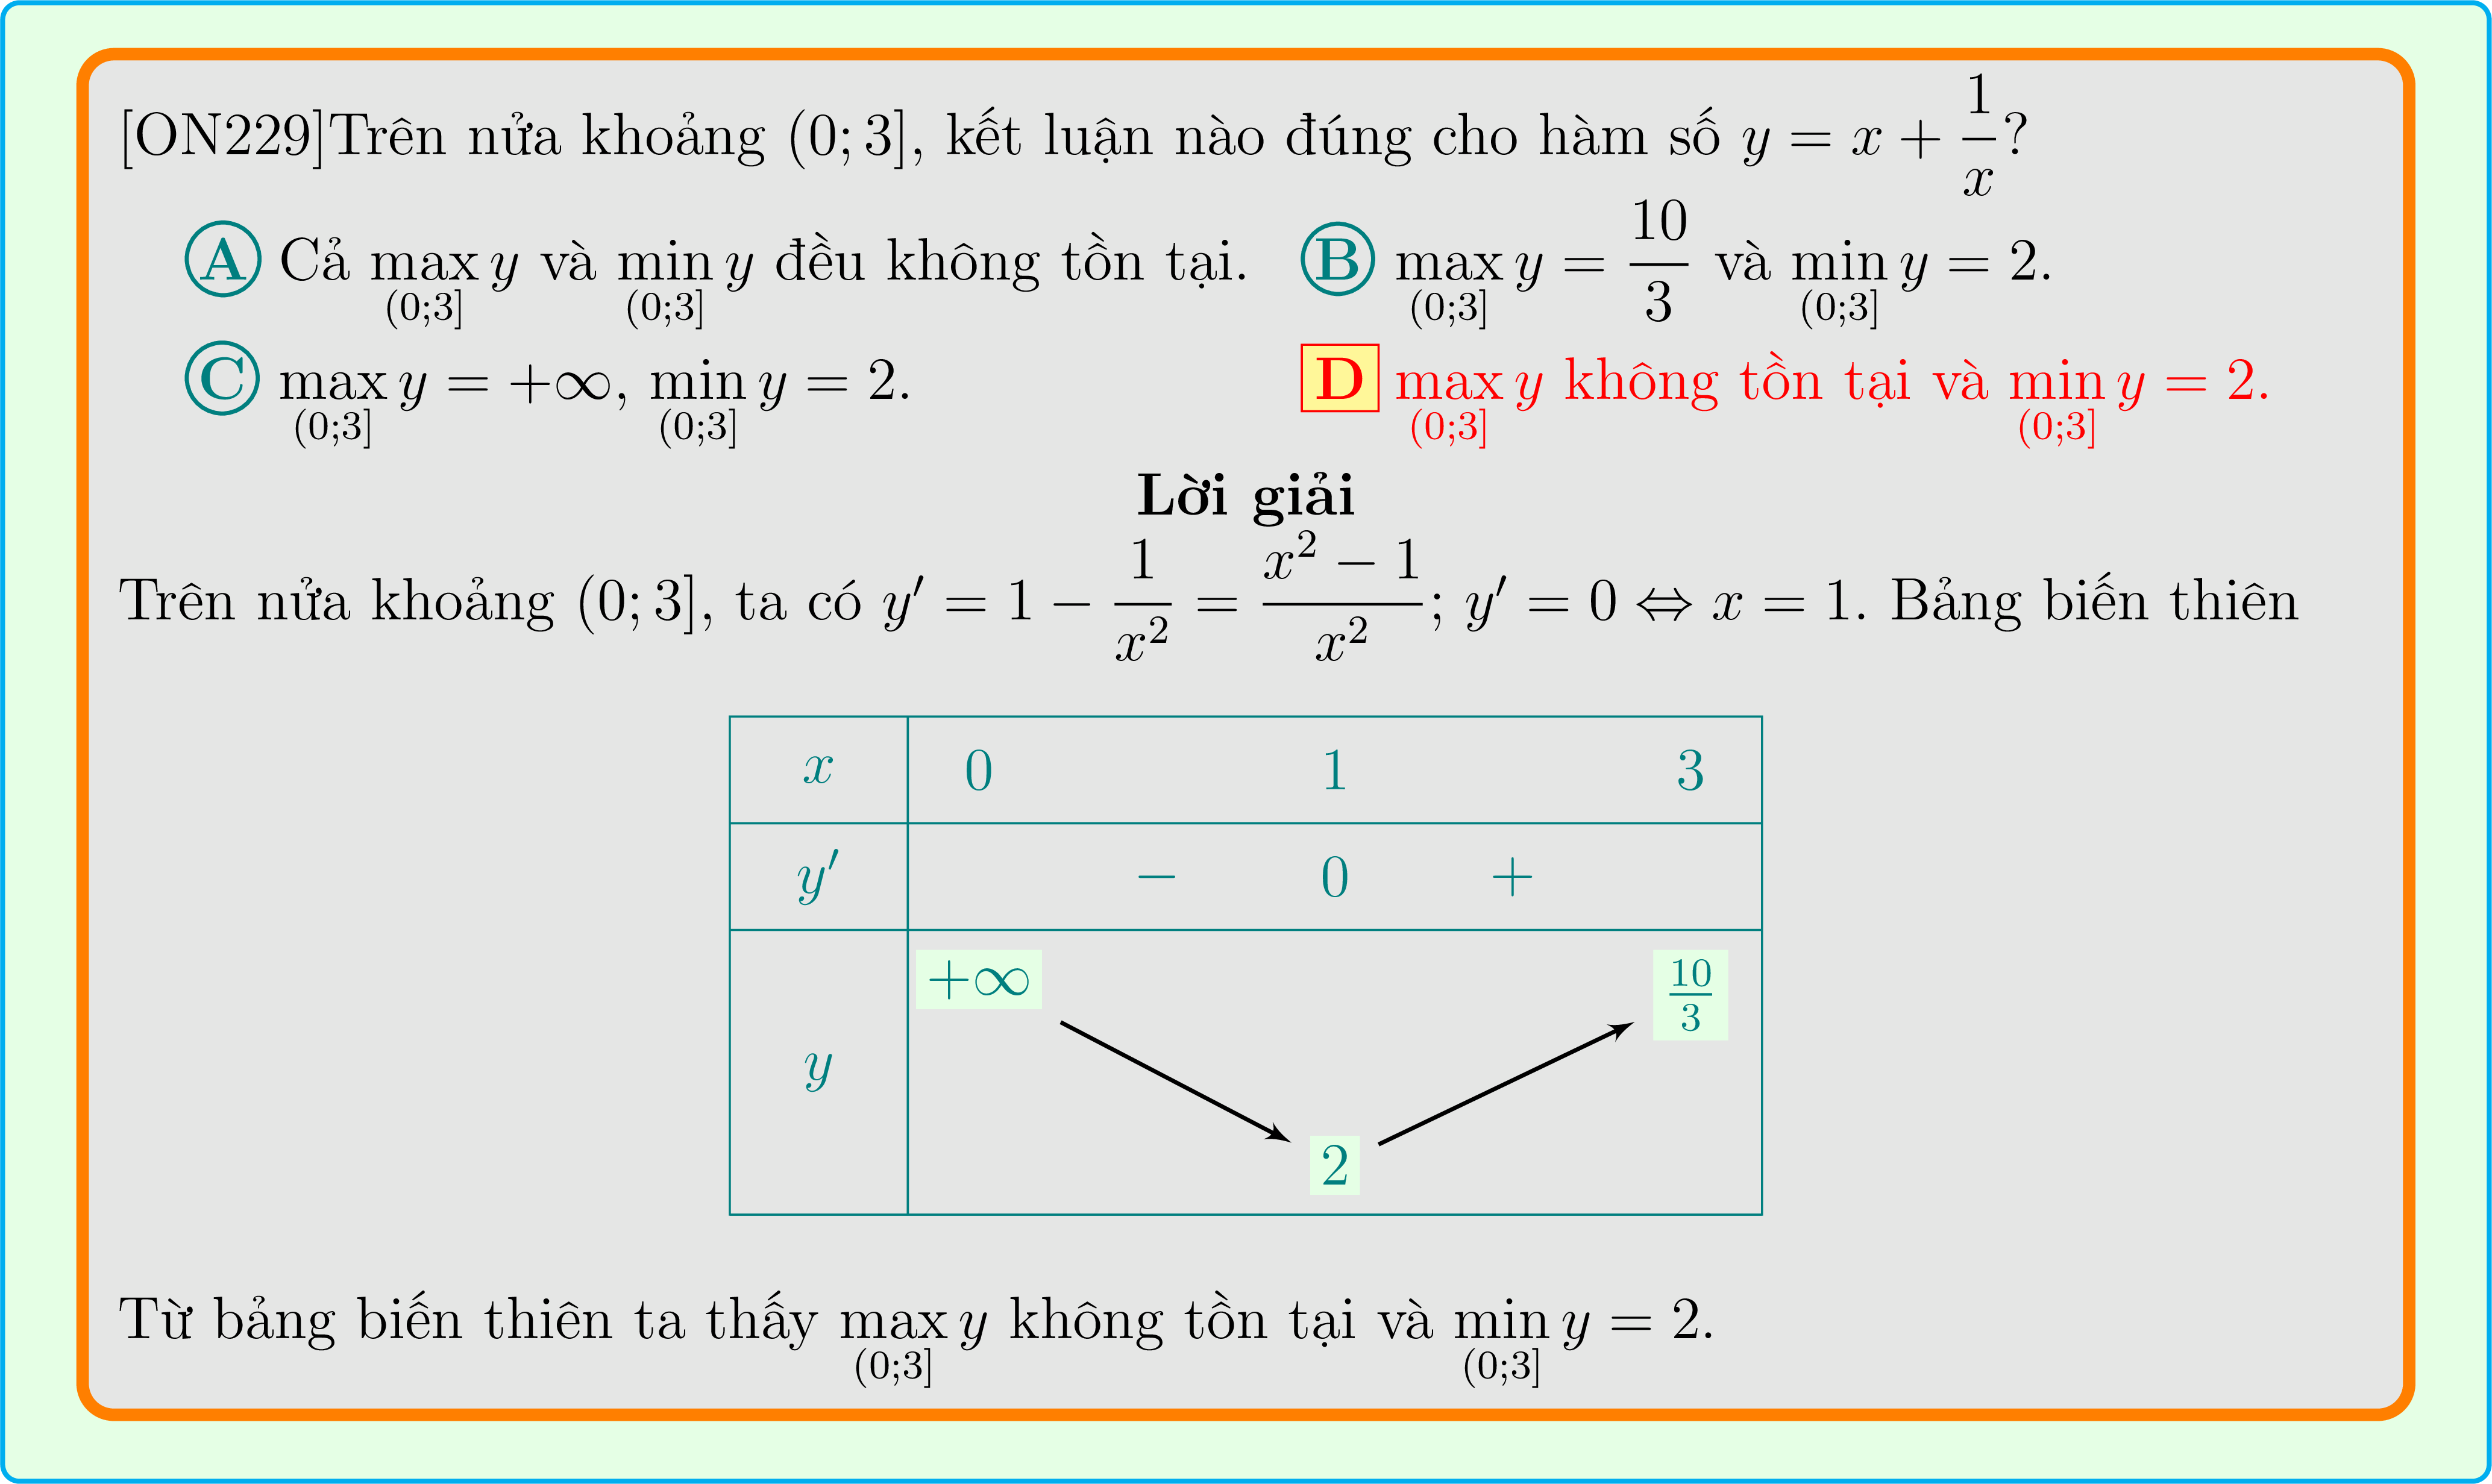 [ON229]Trên nửa khoảng (0; 3], kết luận nào đúng cho hàm số $y = x + \dfrac{1}{x}$?
A Cả $\max\limits_{(0;3]} y$ và $\min\limits_{(0;3]} y$ đều không tồn tại. B $\max\limits_{(0;3]} y = \dfrac{10}{3}$ và $\min\limits_{(0;3]} y = 2$.
C $\max\limits_{(0;3]} y = +\infty$, $\min\limits_{(0;3]} y = 2$. D $\max\limits_{(0;3]} y$ không tồn tại và $\min\limits_{(0;3]} y = 2$.
Lời giải
Trên nửa khoảng (0; 3], ta có $y' = 1 - \dfrac{1}{x^2} = \dfrac{x^2 - 1}{x^2}$; $y' = 0 \Leftrightarrow x = 1$. Bảng biến thiên
$x$ 0 1 3
$y'$ − 0 +
$+\infty$ $\frac{10}{3}$
$y$
2
Từ bảng biến thiên ta thấy $\max\limits_{(0;3]} y$ không tồn tại và $\min\limits_{(0;3]} y = 2$.